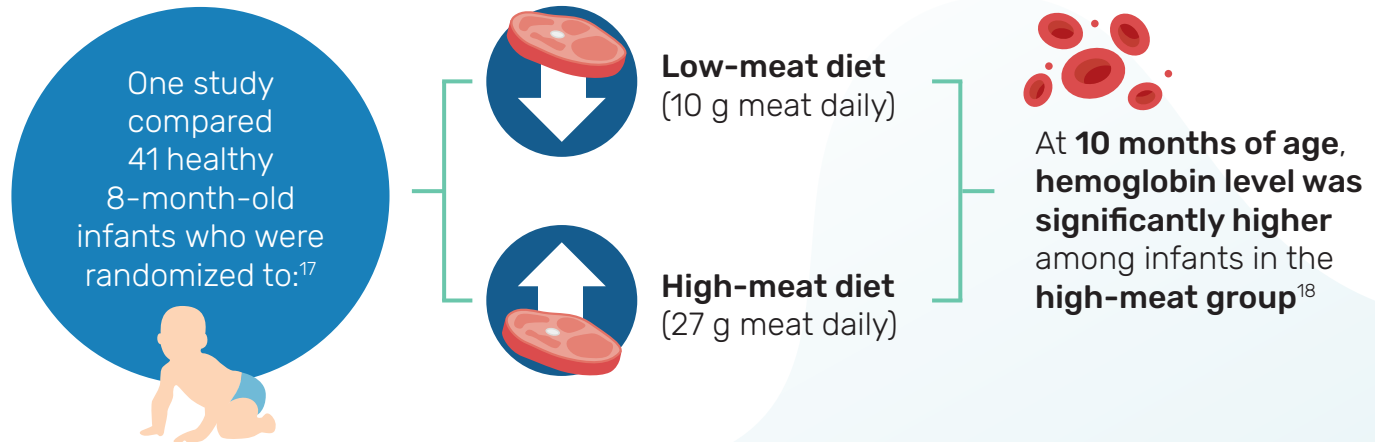 One study
compared
41 healthy
8-month-old
infants who were
randomized to:17
Low-meat diet
(10 g meat daily)
High-meat diet
(27 g meat daily)
At 10 months of age,
hemoglobin level was
significantly higher
among infants in the
high-meat group18